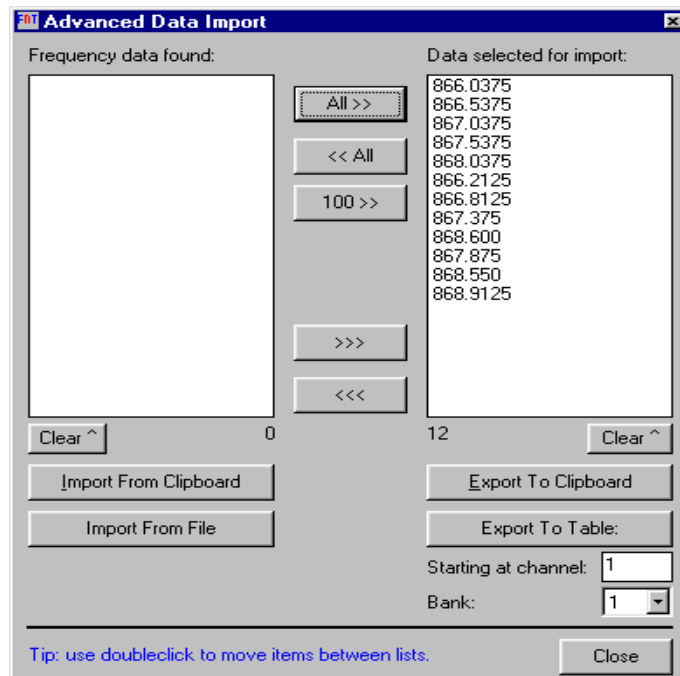 FNT Advanced Data Import
Frequency data found:
Data selected for import:
All >>
<< All
100 >>
>>>
<<<
866.0375
866.5375
867.0375
867.5375
868.0375
866.2125
866.8125
867.375
868.600
867.875
868.550
868.9125
Clear ^
0
12
Clear ^
Import From Clipboard
Export To Clipboard
Import From File
Export To Table:
Starting at channel: 1
Bank: 1
Tip: use doubleclick to move items between lists.
Close